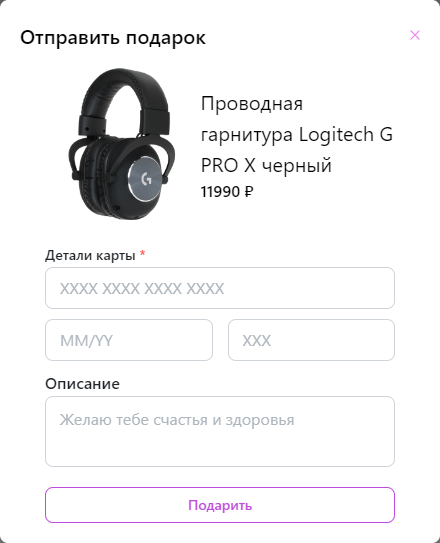 Отправить подарок
×
Проводная
гарнитура Logitech G
PRO X черный
11990 ₽
Детали карты *
XXXX XXXX XXXX XXXX
MM/YY XXX
Описание
Желаю тебе счастья и здоровья
Подарить